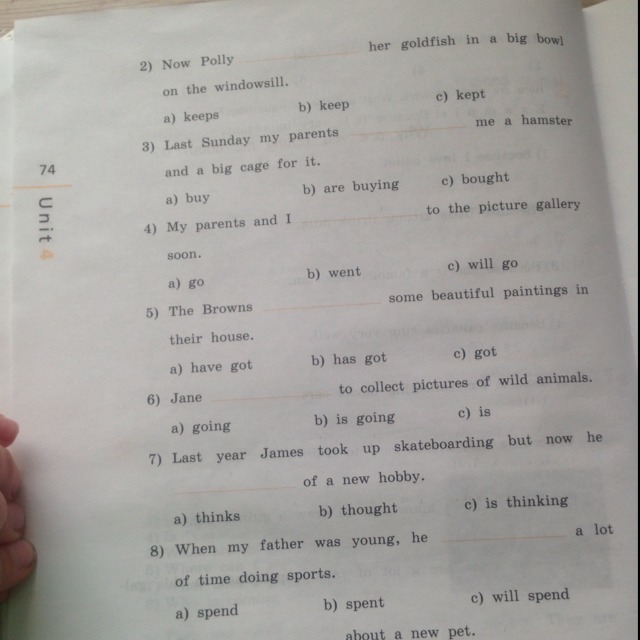 2) Now Polly her goldfish in a big bowl
on the windowsill.
a) keeps b) keep c) kept
3) Last Sunday my parents me a hamster
and a big cage for it.
a) buy b) are buying c) bought
74
Unit 4
4) My parents and I to the picture gallery
soon.
a) go b) went c) will go
5) The Browns some beautiful paintings in
their house.
a) have got b) has got c) got
6) Jane to collect pictures of wild animals.
a) going b) is going c) is
7) Last year James took up skateboarding but now he
of a new hobby.
a) thinks b) thought c) is thinking
8) When my father was young, he a lot
of time doing sports.
a) spend b) spent c) will spend
about a new pet.